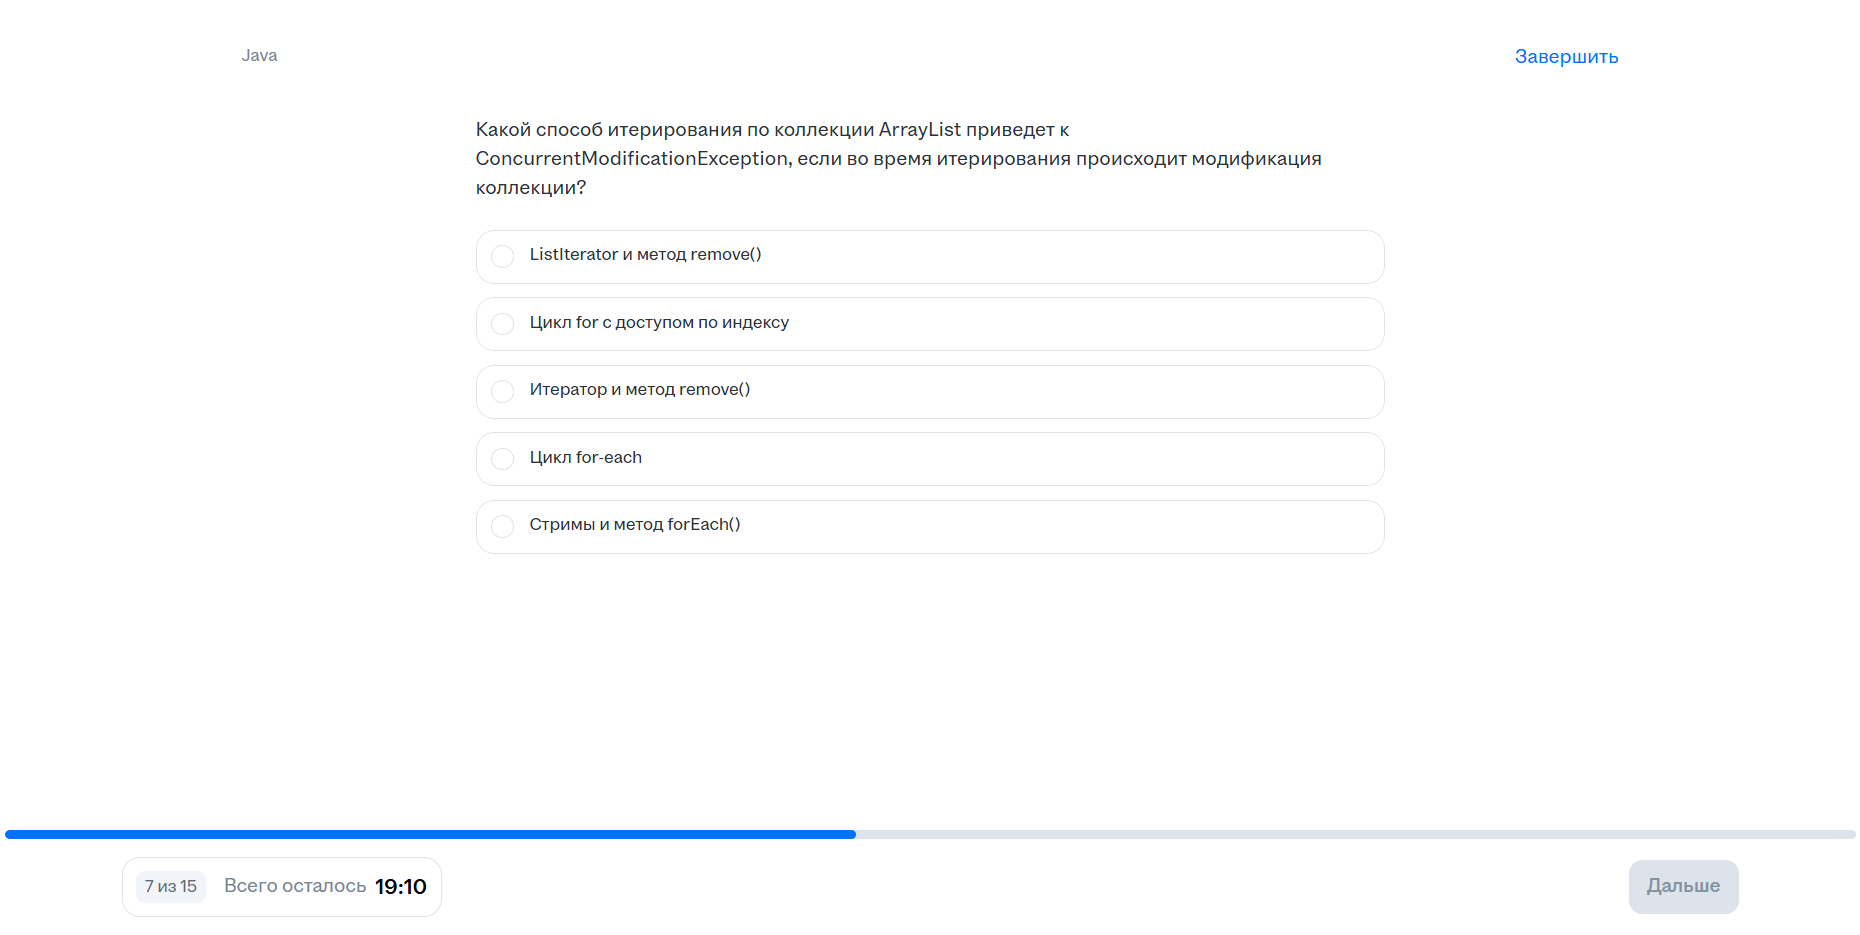 Java
Завершить
Какой способ итерирования по коллекции ArrayList приведет к
ConcurrentModificationException, если во время итерирования происходит модификация
коллекции?
ListIterator и метод remove()
Цикл for с доступом по индексу
Итератор и метод remove()
Цикл for-each
Стримы и метод forEach()
7 из 15 Всего осталось 19:10
Дальше